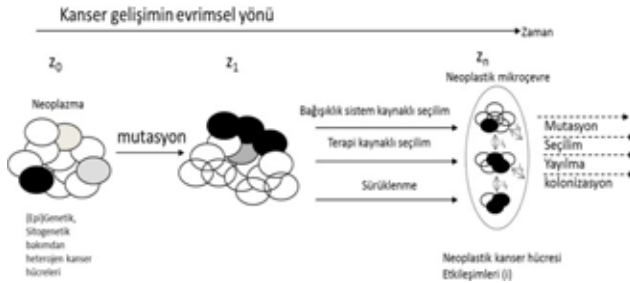 Kanser gelişimin evrimsel yönü
Zaman
z0
z1
zn
Neoplastik mikroçevre
Neoplazma
mutasyon
Bağışıklık sistem kaynaklı seçilim
Terapi kaynaklı seçilim
Sürüklenme
Mutasyon
Seçilim
Yayılma
kolonizasyon
(Epi)Genetik,
Sitogenetik
bakımdan
heterojen kanser
hücreleri
Neoplastik kanser hücresi
Etkileşimleri (i)